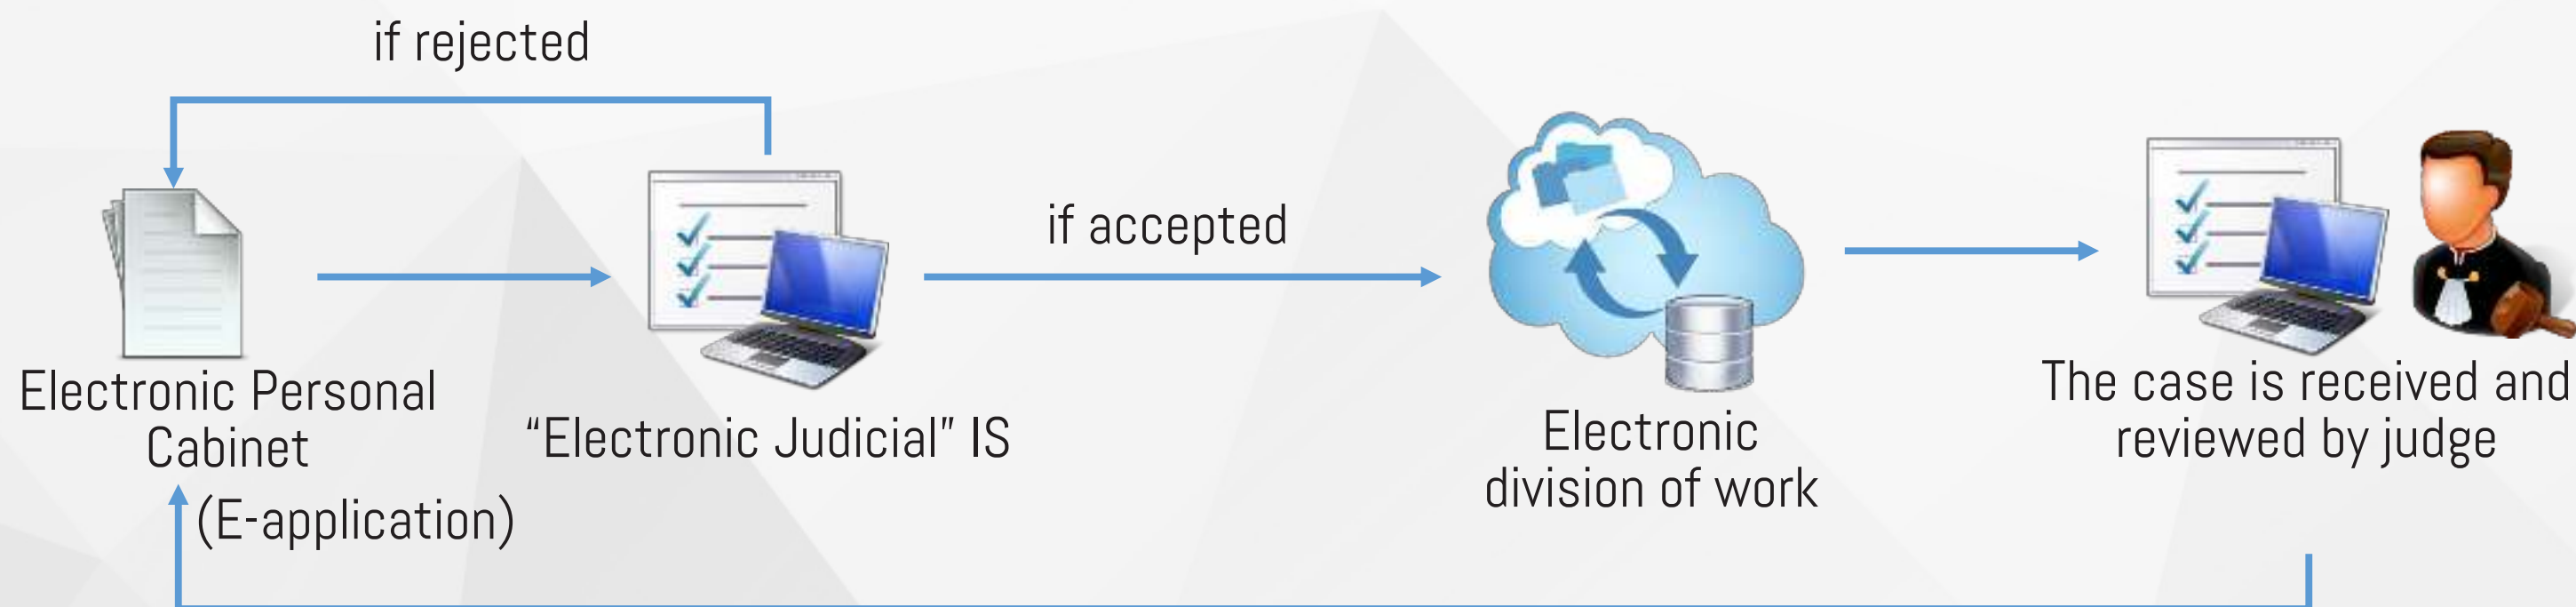 if rejected
if accepted
Electronic Personal
Cabinet
(E-application)
“Electronic Judicial” IS
Electronic
division of work
The case is received and
reviewed by judge